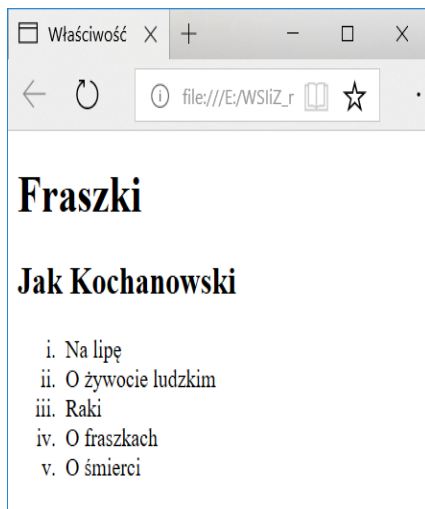 Właściwość
file:///E:/WSIiZ_r
Fraszki
Jak Kochanowski
i. Na lipę
ii. O żywocie ludzkim
iii. Raki
iv. O fraszkach
v. O śmierci